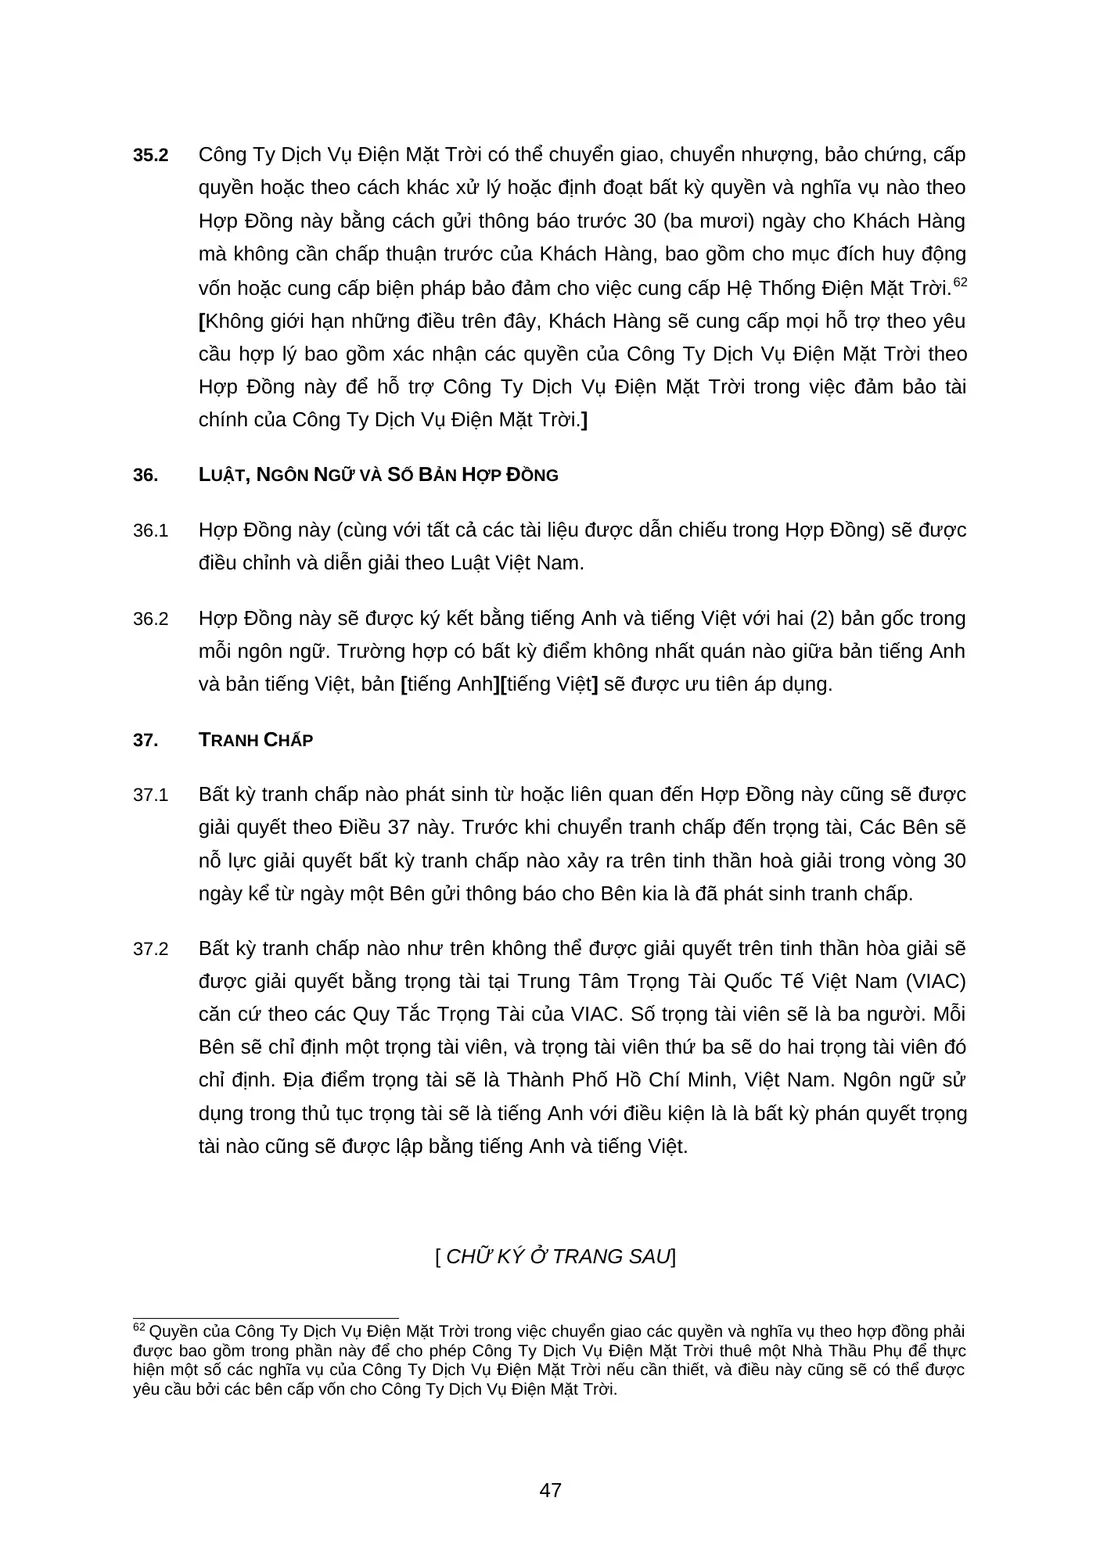 35.2 Công Ty Dịch Vụ Điện Mặt Trời có thể chuyển giao, chuyển nhượng, bảo chứng, cấp
quyền hoặc theo cách khác xử lý hoặc định đoạt bất kỳ quyền và nghĩa vụ nào theo
Hợp Đồng này bằng cách gửi thông báo trước 30 (ba mươi) ngày cho Khách Hàng
mà không cần chấp thuận trước của Khách Hàng, bao gồm cho mục đích huy động
vốn hoặc cung cấp biện pháp bảo đảm cho việc cung cấp Hệ Thống Điện Mặt Trời.62
[Không giới hạn những điều trên đây, Khách Hàng sẽ cung cấp mọi hỗ trợ theo yêu
cầu hợp lý bao gồm xác nhận các quyền của Công Ty Dịch Vụ Điện Mặt Trời theo
Hợp Đồng này để hỗ trợ Công Ty Dịch Vụ Điện Mặt Trời trong việc đảm bảo tài
chính của Công Ty Dịch Vụ Điện Mặt Trời.]
36. LUẬT, NGÔN NGỮ VÀ SỐ BẢN HỢP ĐỒNG
36.1 Hợp Đồng này (cùng với tất cả các tài liệu được dẫn chiếu trong Hợp Đồng) sẽ được
điều chỉnh và diễn giải theo Luật Việt Nam.
36.2 Hợp Đồng này sẽ được ký kết bằng tiếng Anh và tiếng Việt với hai (2) bản gốc trong
mỗi ngôn ngữ. Trường hợp có bất kỳ điểm không nhất quán nào giữa bản tiếng Anh
và bản tiếng Việt, bản [tiếng Anh][tiếng Việt] sẽ được ưu tiên áp dụng.
37. TRANH CHẤP
37.1 Bất kỳ tranh chấp nào phát sinh từ hoặc liên quan đến Hợp Đồng này cũng sẽ được
giải quyết theo Điều 37 này. Trước khi chuyển tranh chấp đến trọng tài, Các Bên sẽ
nỗ lực giải quyết bất kỳ tranh chấp nào xảy ra trên tinh thần hoà giải trong vòng 30
ngày kể từ ngày một Bên gửi thông báo cho Bên kia là đã phát sinh tranh chấp.
37.2 Bất kỳ tranh chấp nào như trên không thể được giải quyết trên tinh thần hòa giải sẽ
được giải quyết bằng trọng tài tại Trung Tâm Trọng Tài Quốc Tế Việt Nam (VIAC)
căn cứ theo các Quy Tắc Trọng Tài của VIAC. Số trọng tài viên sẽ là ba người. Mỗi
Bên sẽ chỉ định một trọng tài viên, và trọng tài viên thứ ba sẽ do hai trọng tài viên đó
chỉ định. Địa điểm trọng tài sẽ là Thành Phố Hồ Chí Minh, Việt Nam. Ngôn ngữ sử
dụng trong thủ tục trọng tài sẽ là tiếng Anh với điều kiện là là bất kỳ phán quyết trọng
tài nào cũng sẽ được lập bằng tiếng Anh và tiếng Việt.
[ CHỮ KÝ Ở TRANG SAU]
62 Quyền của Công Ty Dịch Vụ Điện Mặt Trời trong việc chuyển giao các quyền và nghĩa vụ theo hợp đồng phải
được bao gồm trong phần này để cho phép Công Ty Dịch Vụ Điện Mặt Trời thuê một Nhà Thầu Phụ để thực
hiện một số các nghĩa vụ của Công Ty Dịch Vụ Điện Mặt Trời nếu cần thiết, và điều này cũng sẽ có thể được
yêu cầu bởi các bên cấp vốn cho Công Ty Dịch Vụ Điện Mặt Trời.
47